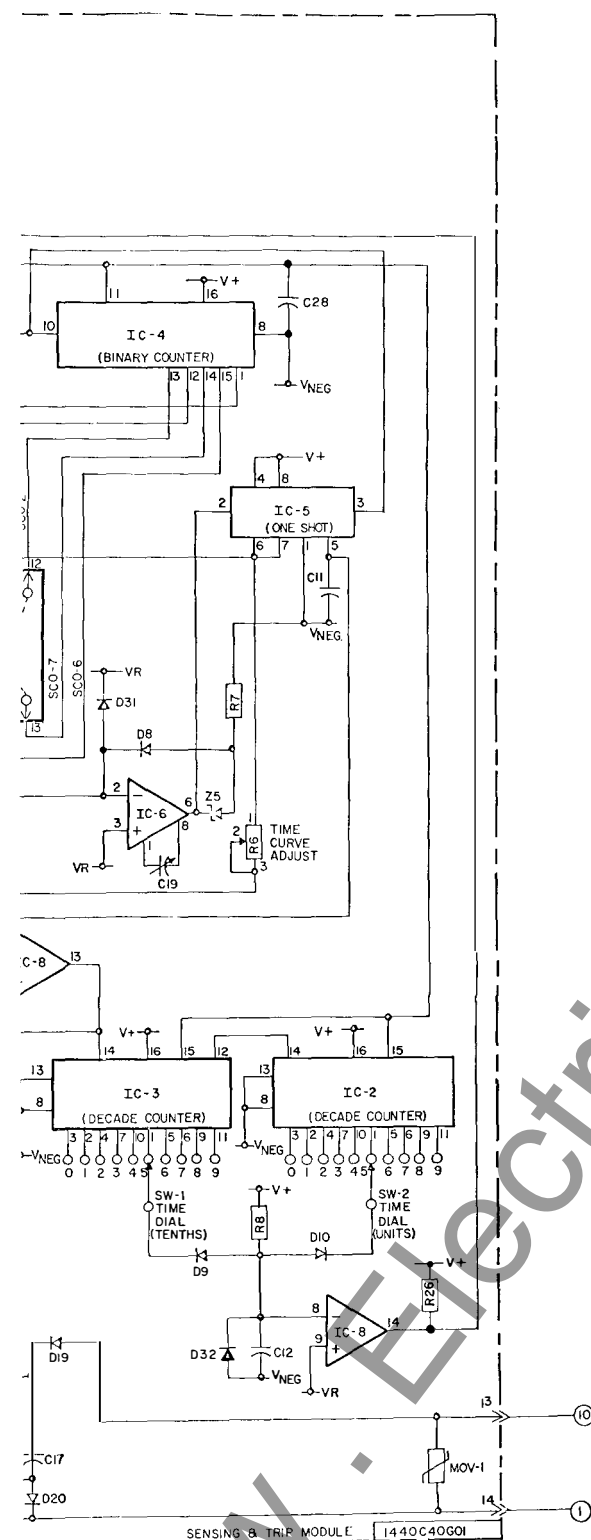 11
16
V+
C28
10
IC-4
8
(BINARY COUNTER)
13 12 14 15 1
VNEG
V+
4 8
2
IC-5
3
(ONE SHOT)
6 7 1 5
12
C11
VNEG.
SCO-7
SCO-6
VR
D31
R7
13
D8
2
IC-6
6
Z5
8
3
1
VR
C19
1
2
R6
3
TIME
CURVE
ADJUST
C-8
13
V+
V+
14 16 15 12
14 16 15
13
IC-3
8
(DECADE COUNTER)
13
IC-2
8
(DECADE COUNTER)
3 2 4 7 10 1 5 6 9 11
3 2 4 7 10 1 5 6 9 11
VNEG
0 1 2 3 4 5 6 7 8 9
VNEG
0 1 2 3 4 5 6 7 8 9
SW-1
TIME
DIAL
(TENTHS)
V+
R8
SW-2
TIME
DIAL
(UNITS)
D9
D10
V+
R26
8
IC-8
14
9
D32
C12
VNEG
VR
D19
13
10
C17
MOV-1
D20
14
1
SENSING & TRIP MODULE 1440C40G01
. Electri